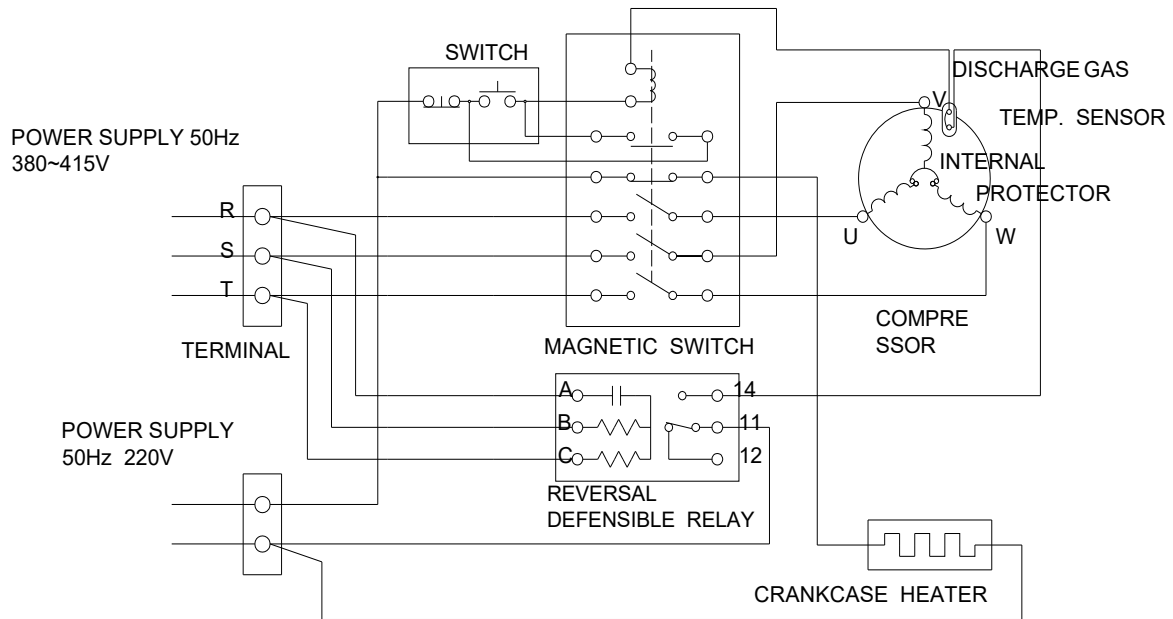 SWITCH
DISCHARGE GAS
V
TEMP. SENSOR
POWER SUPPLY 50Hz
380~415V
INTERNAL
PROTECTOR
R
U
W
S
T
COMPRE
SSOR
TERMINAL
MAGNETIC SWITCH
A
14
B
11
POWER SUPPLY
50Hz 220V
C
12
REVERSAL
DEFENSIBLE RELAY
CRANKCASE HEATER